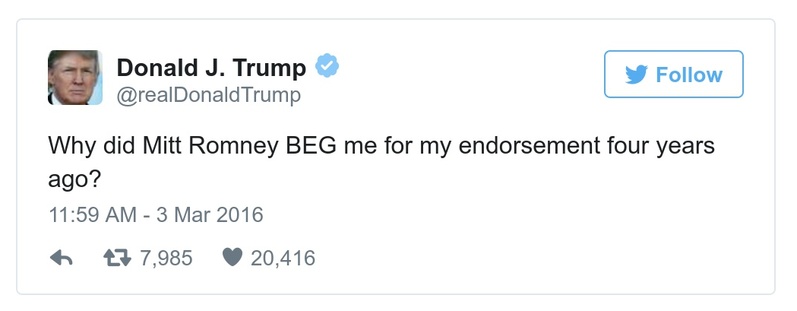 Donald J. Trump
@realDonaldTrump
Follow
Why did Mitt Romney BEG me for my endorsement four years
ago?
11:59 AM - 3 Mar 2016
7,985 20,416